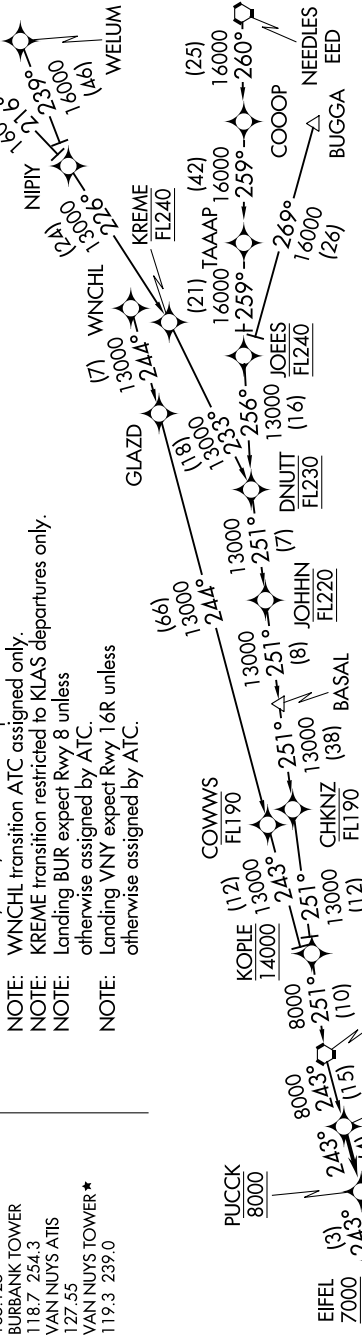 BURBANK TOWER
118.7 254.3
VAN NUYS ATIS
127.55
VAN NUYS TOWER★
119.3 239.0
NOTE: WNCHL transition ATC assigned only.
NOTE: KREME transition restricted to KLAS departures only.
NOTE: Landing BUR expect Rwy 8 unless
otherwise assigned by ATC.
NOTE: Landing VNY expect Rwy 16R unless
otherwise assigned by ATC.
WELUM
239°
16000
(46)
216°
NIPIY
(24)
13000
226°
KREME
FL240
WNCHL
(7)
13000
244°
GLAZD
(66)
13000
244°
(18)
13000
233°
NEEDLES
EED
(25)
16000
260°
COOOP
(42)
16000
259°
TAAAP
(21)
16000
259°
BUGGA
269°
16000
(26)
JOEES
FL240
256°
13000
(16)
DNUTT
FL230
13000
251°
(7)
JOHHN
FL220
13000
251°
(8)
BASAL
251°
13000
(38)
COWWS
FL190
(12)
13000
243°
CHKNZ
FL190
251°
13000
(12)
KOPLE
14000
8000
251°
(10)
8000
243°
(15)
243°
PUCCK
8000
(3)
243°
EIFEL
7000